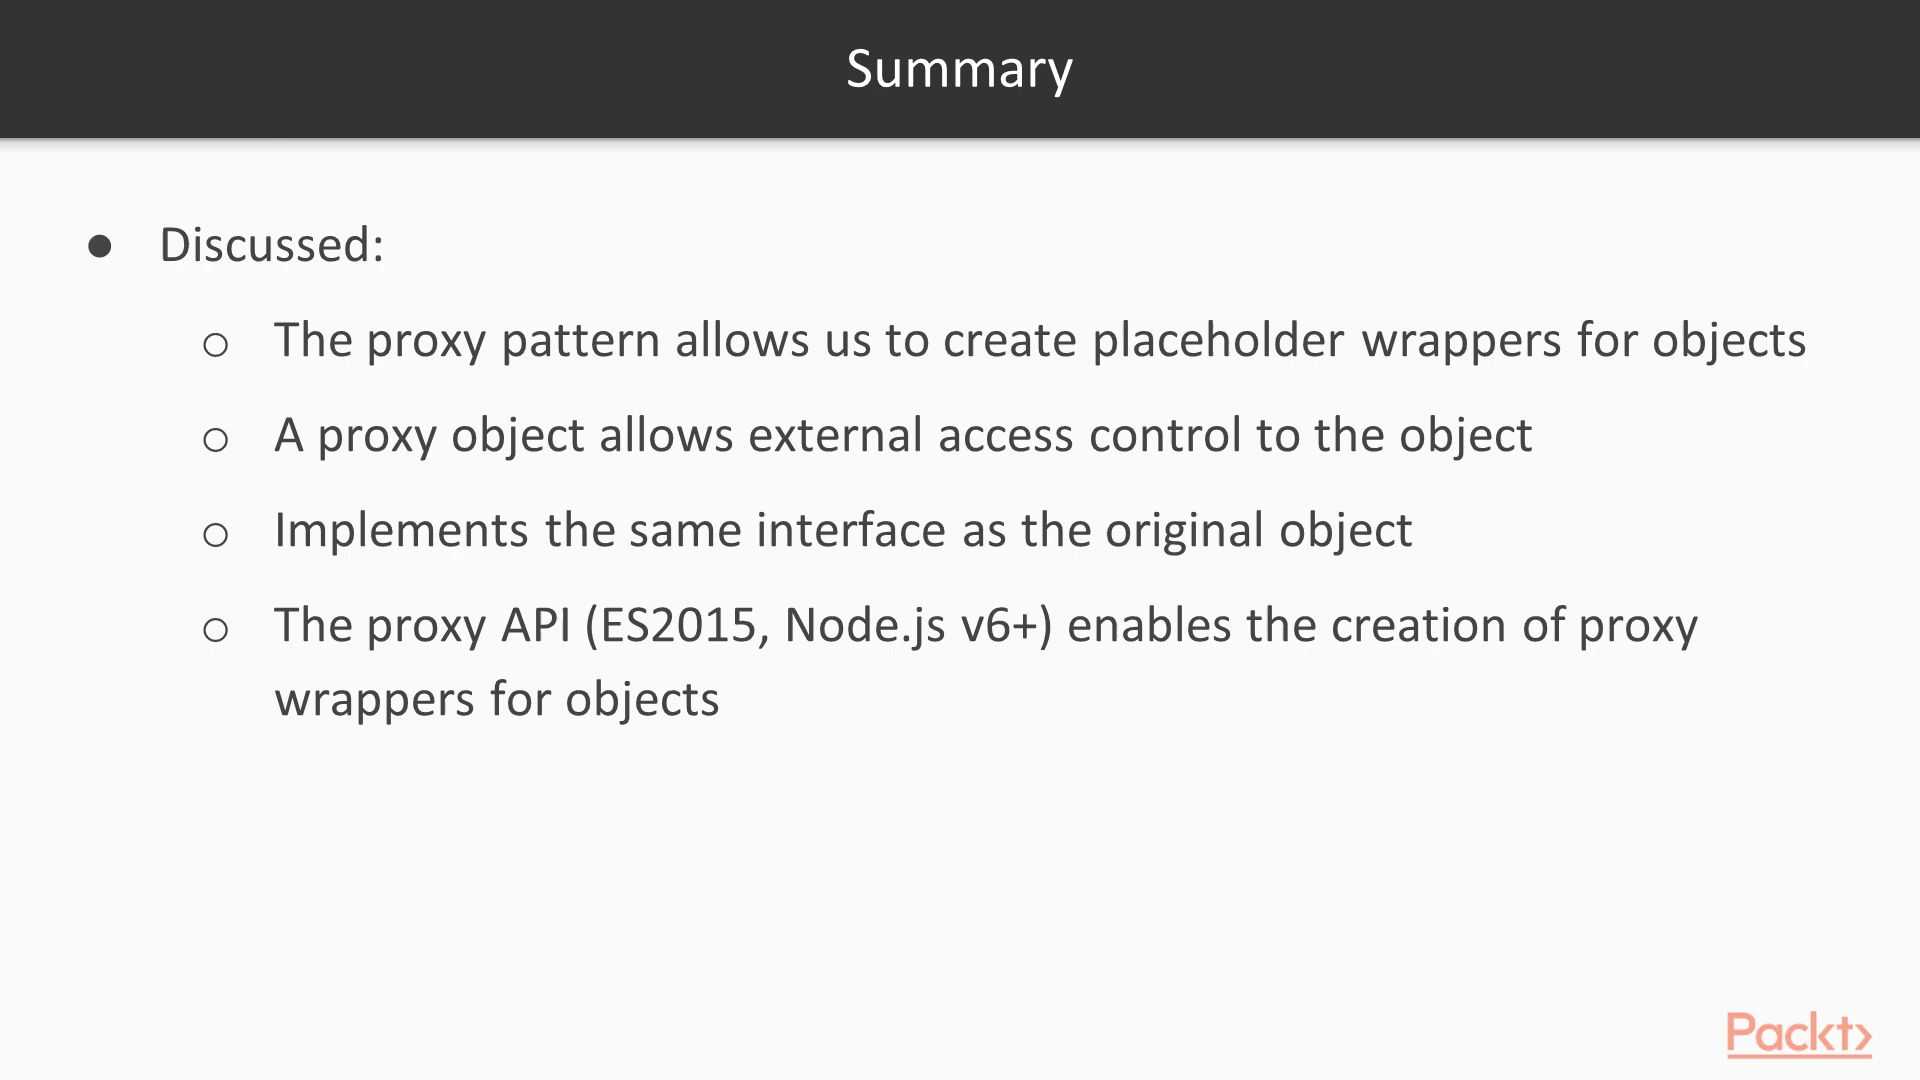 Summary
● Discussed:
○ The proxy pattern allows us to create placeholder wrappers for objects
○ A proxy object allows external access control to the object
○ Implements the same interface as the original object
○ The proxy API (ES2015, Node.js v6+) enables the creation of proxy
wrappers for objects
Packt>